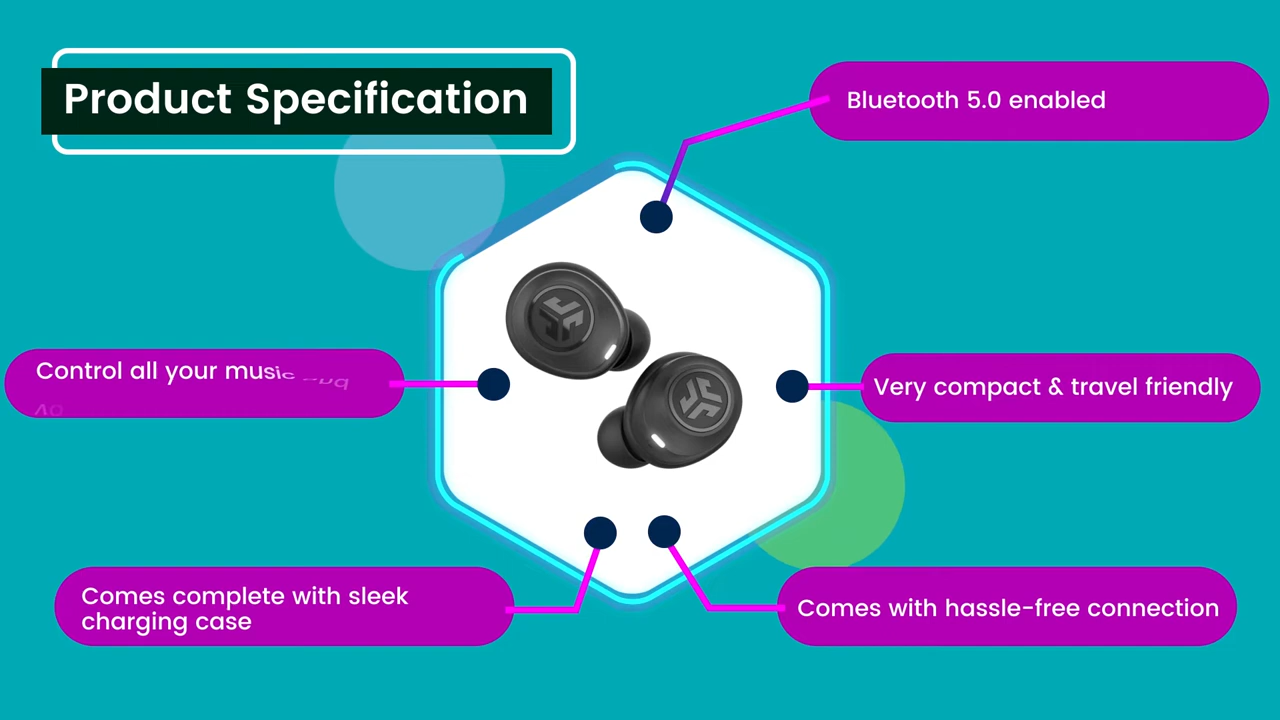 Product Specification
Bluetooth 5.0 enabled
Control all your music
Very compact & travel friendly
Comes complete with sleek
charging case
Comes with hassle-free connection